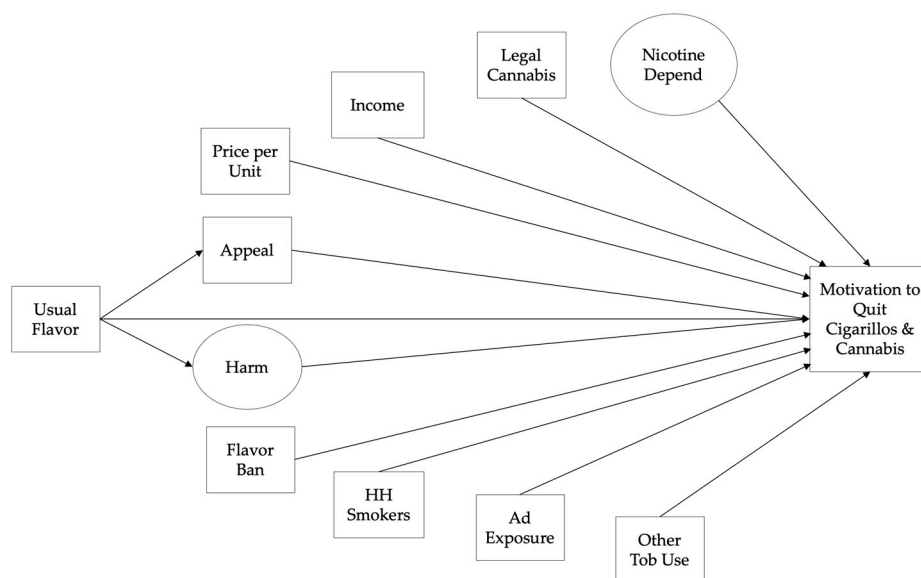 Legal
Cannabis
Nicotine
Depend
Income
Price per
Unit
Appeal
Usual
Flavor
Motivation to
Quit
Cigarillos &
Cannabis
Harm
Flavor
Ban
HH
Smokers
Ad
Exposure
Other
Tob Use